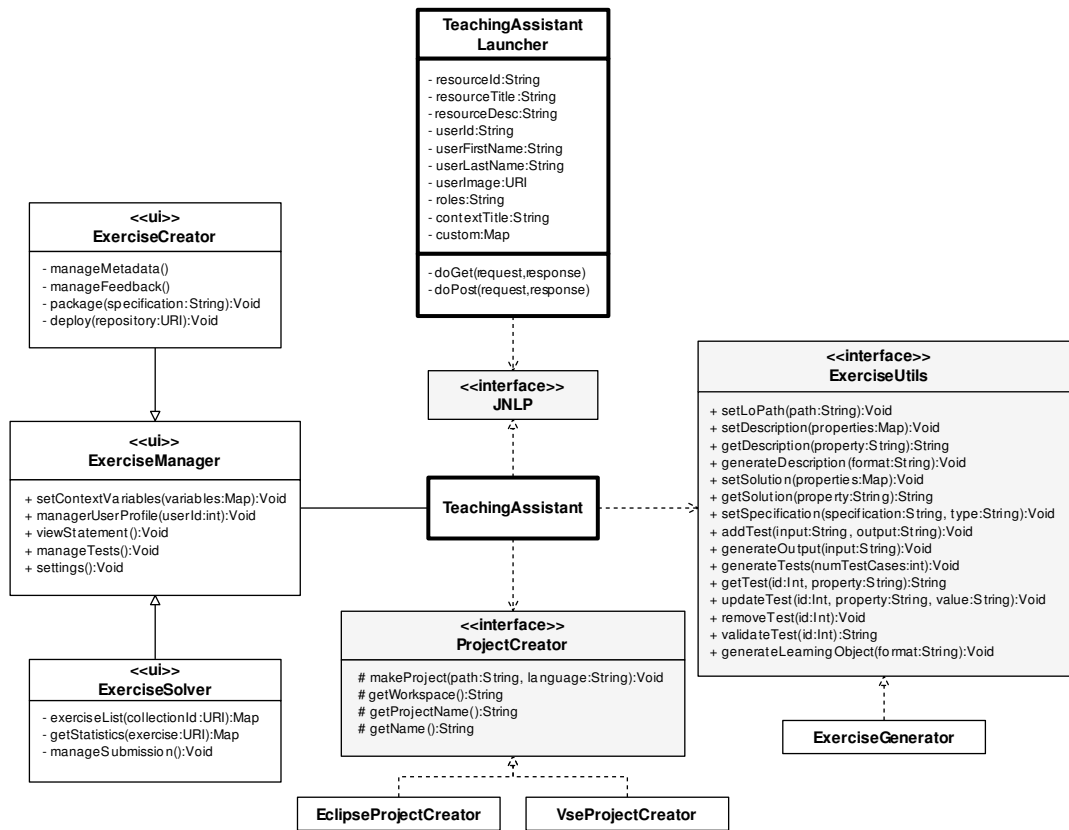 TeachingAssistant
Launcher
- resourceId:String
- resourceTitle:String
- resourceDesc:String
- userId:String
- userFirstName:String
- userLastName:String
- userImage:URI
- roles:String
- contextTitle:String
- custom:Map
- doGet(request,response)
- doPost(request,response)
<<ui>>
ExerciseCreator
- manageMetadata()
- manageFeedback()
- package(specification:String):Void
- deploy(repository:URI):Void
<<interface>>
JNLP
<<interface>>
ExerciseUtils
+ setLoPath(path:String):Void
+ setDescription(properties:Map):Void
+ getDescription(property:String):String
+ generateDescription(format:String):Void
+ setSolution(properties:Map):Void
+ getSolution(property:String):String
+ setSpecification(specification:String, type:String):Void
+ addTest(input:String, output:String):Void
+ generateOutput(input:String):Void
+ generateTests(numTestCases:int):Void
+ getTest(id:Int, property:String):String
+ updateTest(id:Int, property:String, value:String):Void
+ removeTest(id:Int):Void
+ validateTest(id:Int):String
+ generateLearningObject(format:String):Void
<<ui>>
ExerciseManager
+ setContextVariables(variables:Map):Void
+ managerUserProfile(userId:int):Void
+ viewStatement():Void
+ manageTests():Void
+ settings():Void
TeachingAssistant
<<interface>>
ProjectCreator
# makeProject(path:String, language:String):Void
# getWorkspace():String
# getProjectName():String
# getName():String
<<ui>>
ExerciseSolver
- exerciseList(collectionId:URI):Map
- getStatistics(exercise:URI):Map
- manageSubmission():Void
ExerciseGenerator
EclipseProjectCreator
VseProjectCreator